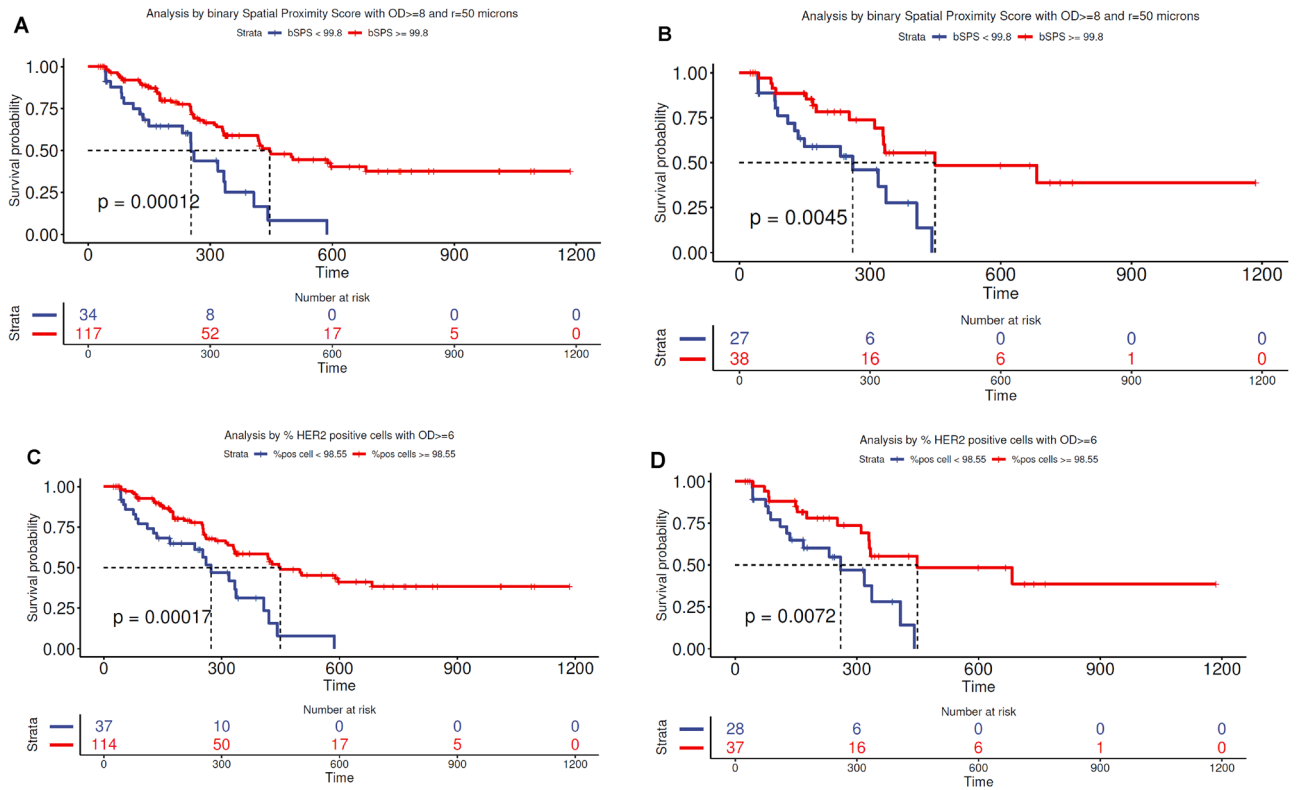 A
Analysis by binary Spatial Proximity Score with OD>=8 and r=50 microns
Strata bSPS < 99.8 bSPS >= 99.8
Survival probability
1.00
0.75
0.50
0.25
0.00
p = 0.00012
0 300 600 900 1200
Time
Number at risk
Strata
34 8 0 0 0
117 52 17 5 0
0 300 600 900 1200
Time
B
Analysis by binary Spatial Proximity Score with OD>=8 and r=50 microns
Strata bSPS < 99.8 bSPS >= 99.8
Survival probability
1.00
0.75
0.50
0.25
0.00
p = 0.0045
0 300 600 900 1200
Time
Number at risk
Strata
27 6 0 0 0
38 16 6 1 0
0 300 600 900 1200
Time
C
Analysis by % HER2 positive cells with OD>=6
Strata %pos cell < 98.55 %pos cells >= 98.55
Survival probability
1.00
0.75
0.50
0.25
0.00
p = 0.00017
0 300 600 900 1200
Time
Number at risk
Strata
37 10 0 0 0
114 50 17 5 0
0 300 600 900 1200
Time
D
Analysis by % HER2 positive cells with OD>=6
Strata %pos cell < 98.55 %pos cells >= 98.55
Survival probability
1.00
0.75
0.50
0.25
0.00
p = 0.0072
0 300 600 900 1200
Time
Number at risk
Strata
28 6 0 0 0
37 16 6 1 0
0 300 600 900 1200
Time